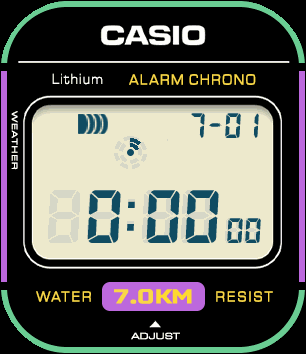 CASIO
Lithium ALARM CHRONO
WEATHER
7-01
0:00 00
WATER 7.0KM RESIST
ADJUST